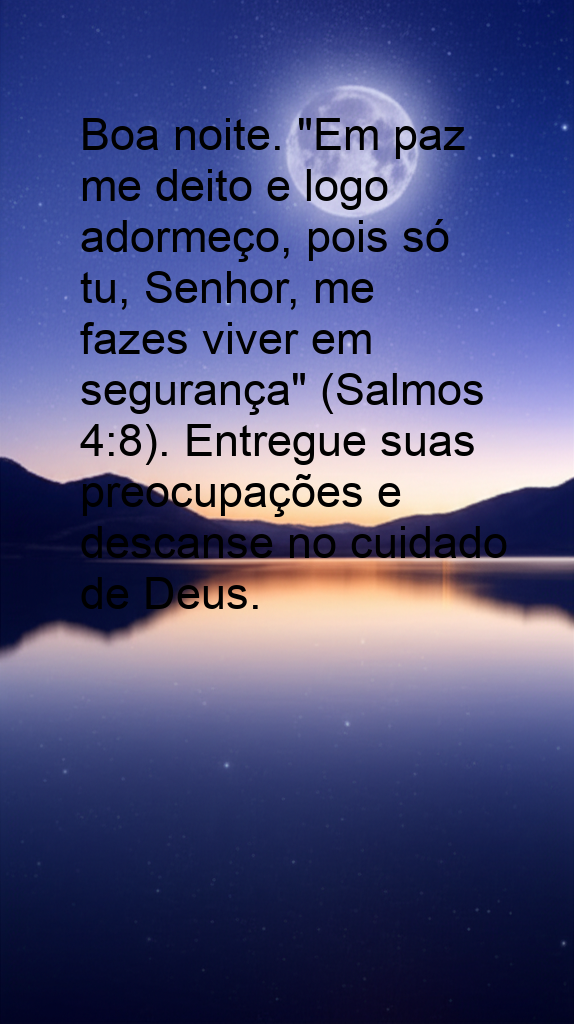 Boa noite. "Em paz
me deito e logo
adormeço, pois só
tu, Senhor, me
fazes viver em
segurança" (Salmos
4:8). Entregue suas
preocupações e
descanse no cuidado
de Deus.